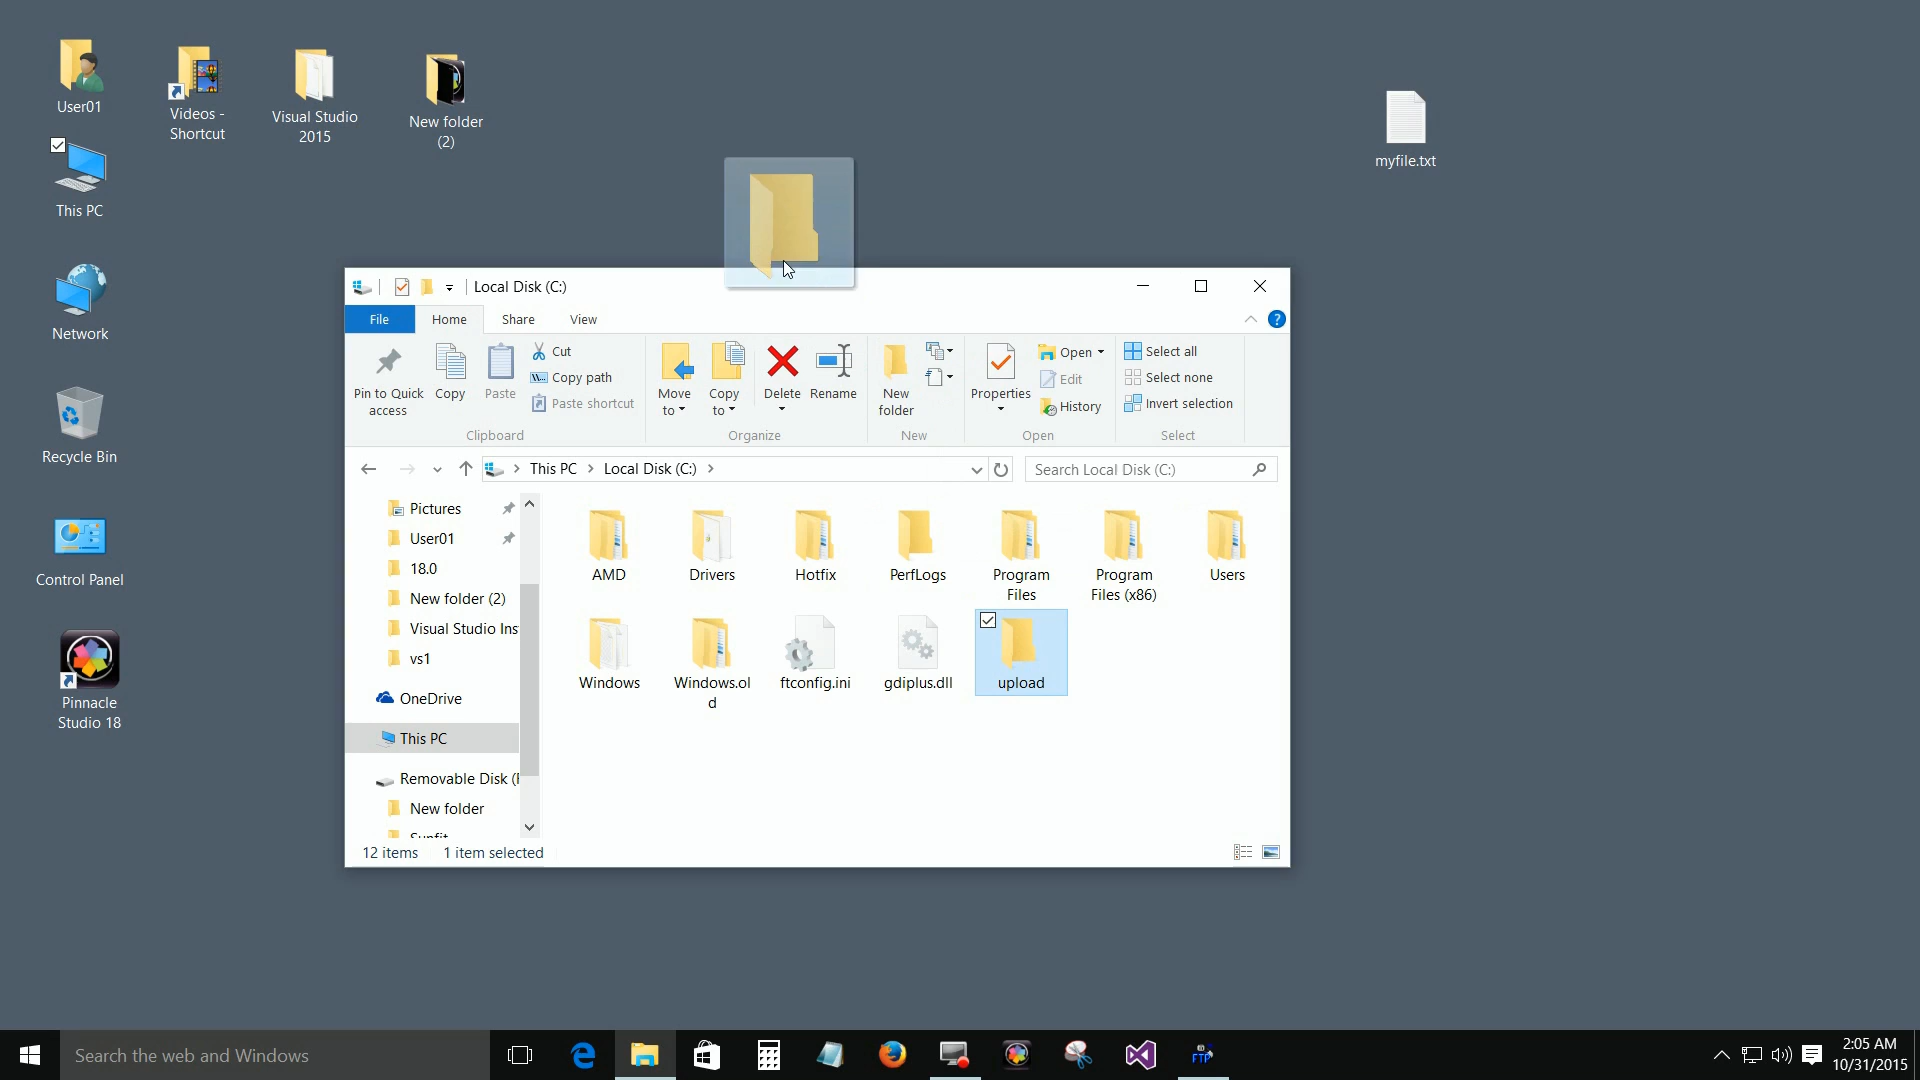 User01
Videos -
Shortcut
Visual Studio
2015
New folder
(2)
myfile.txt
This PC
Network
Recycle Bin
Control Panel
Pinnacle
Studio 18
Local Disk (C:)
File
Home
Share
View
Pin to Quick
access
Copy
Paste
Cut
Copy path
Paste shortcut
Clipboard
Move
to
Copy
to
Delete
Rename
Organize
New
folder
New
Properties
Open
Edit
History
Open
Select all
Select none
Invert selection
Select
This PC
Local Disk (C:)
Search Local Disk (C:)
Pictures
User01
18.0
New folder (2)
Visual Studio Ins
vs1
OneDrive
This PC
Removable Disk (
New folder
AMD
Drivers
Hotfix
PerfLogs
Program
Files
Program
Files (x86)
Users
Windows
Windows.ol
d
ftconfig.ini
gdiplus.dll
upload
12 items
1 item selected
Search the web and Windows
FTP
2:05 AM
10/31/2015